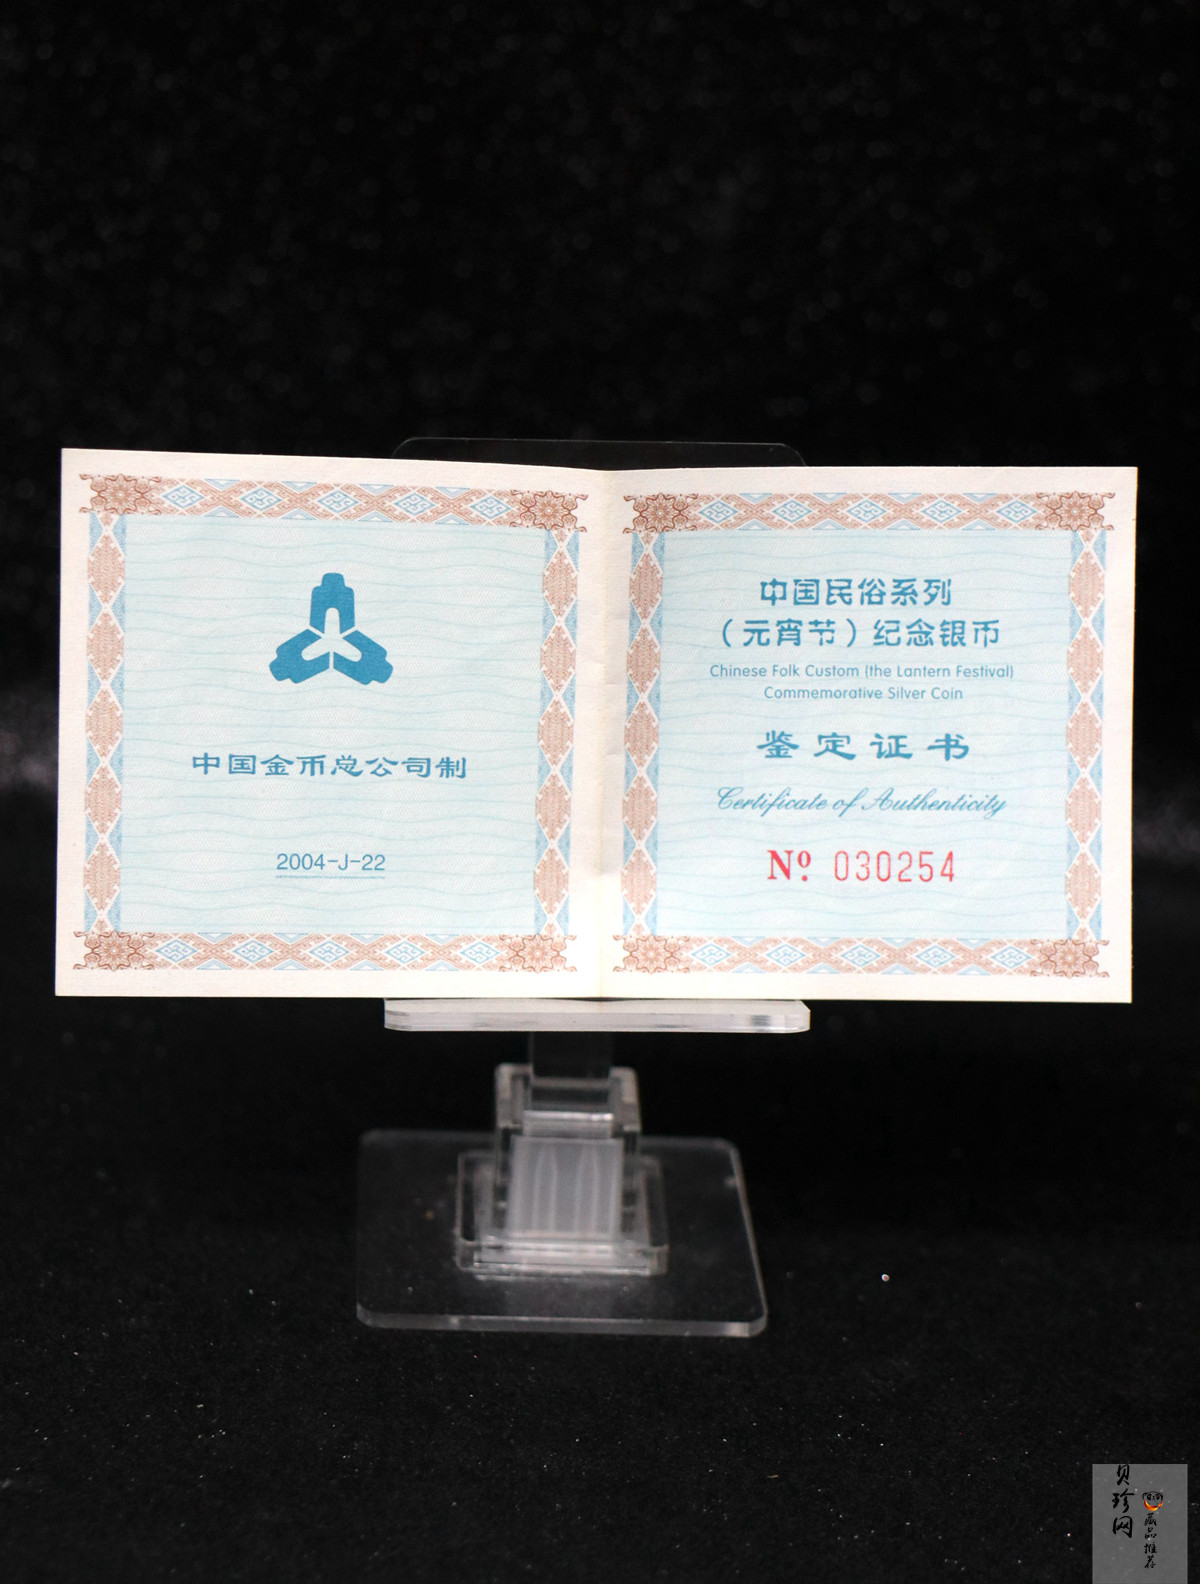 中国金币总公司制
2004-J-22
中国民俗系列
（元宵节）纪念银币
Chinese Folk Custom (the Lantern Festival)
Commemorative Silver Coin
鉴定证书
Certificate of Authenticity
Nº. 030254
贝珍网
藏品推荐